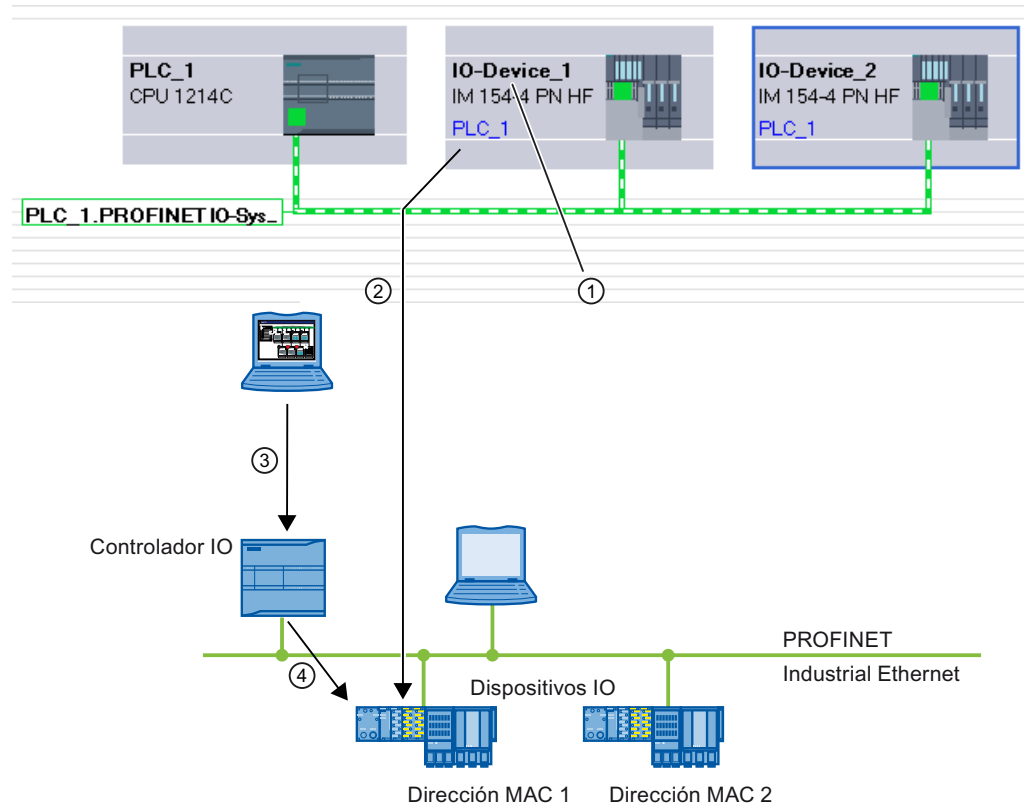 PLC_1
CPU 1214C
IO-Device_1
IM 154-4 PN HF
PLC_1
IO-Device_2
IM 154-4 PN HF
PLC_1
PLC_1.PROFINET IO-Sys_
②
①
③
Controlador IO
PROFINET
④
Industrial Ethernet
Dispositivos IO
Dirección MAC 1
Dirección MAC 2